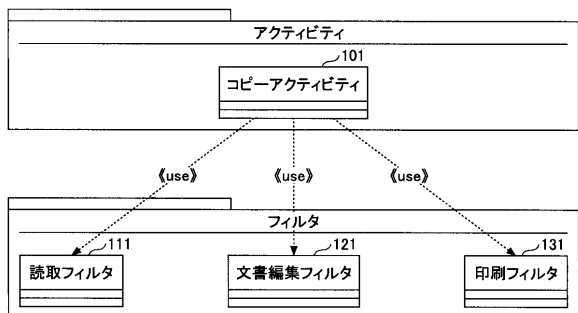 アクティビティ
101
コピーアクティビティ
《use》 《use》 《use》
フィルタ
111 121 131
読取フィルタ 文書編集フィルタ 印刷フィルタ